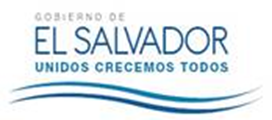 GOBIERNO DE
EL SALVADOR
UNIDOS CRECEMOS TODOS